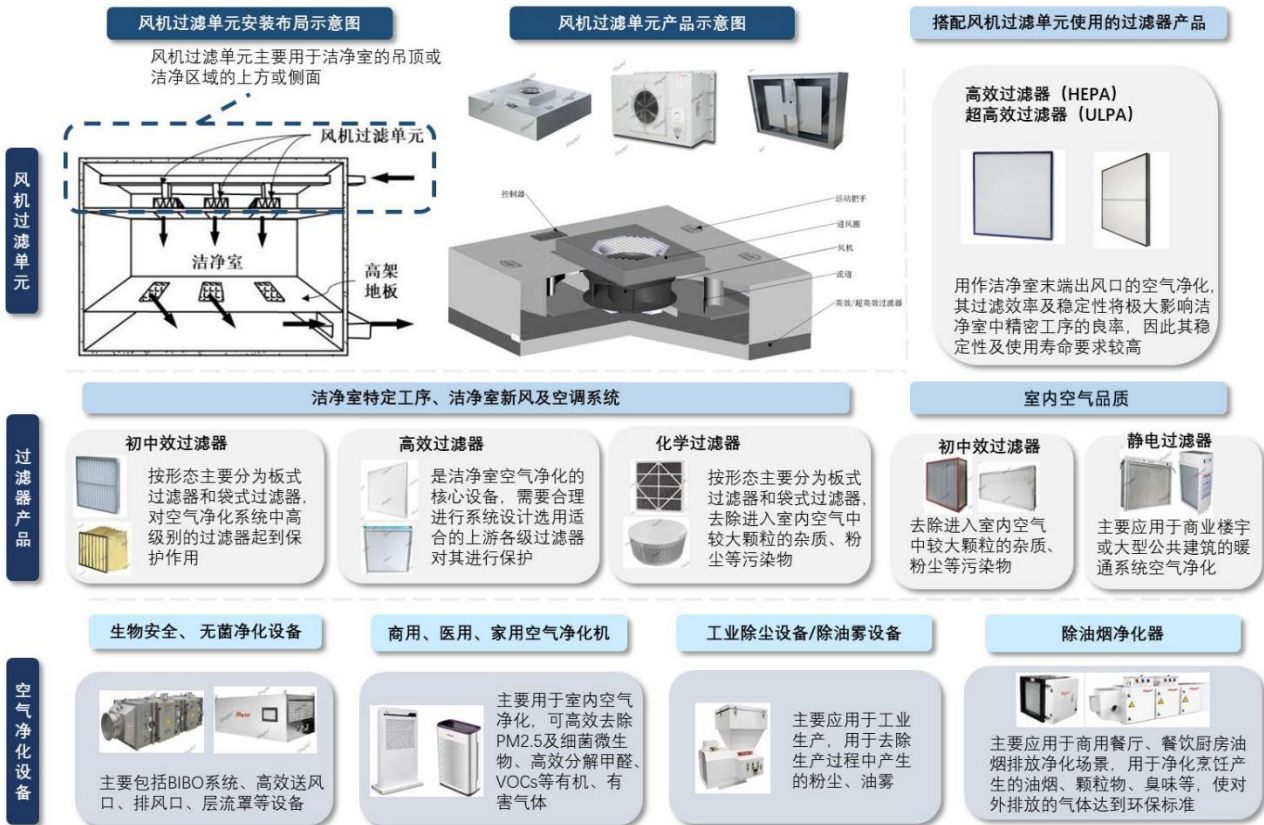 风机过滤单元安装布局示意图
风机过滤单元主要用于洁净室的吊顶或
洁净区域的上方或侧面
风机过滤单元
洁净室
高架
地板
风机过滤单元产品示意图
控制器
活动把手
进风圈
风机
流道
高效/超高效过滤器
搭配风机过滤单元使用的过滤器产品
高效过滤器（HEPA）
超高效过滤器（ULPA）
用作洁净室末端出风口的空气净化，
其过滤效率及稳定性将极大影响洁
净室中精密工序的良率，因此其稳
定性及使用寿命要求较高
风机过滤单元
过滤器产品
洁净室特定工序、洁净室新风及空调系统
初中效过滤器
按形态主要分为板式
过滤器和袋式过滤器，
对空气净化系统中高
级别的过滤器起到保
护作用
高效过滤器
是洁净室空气净化的
核心设备，需要合理
进行系统设计选用适
合的上游各级过滤器
对其进行保护
化学过滤器
按形态主要分为板式
过滤器和袋式过滤器，
去除进入室内空气中
较大颗粒的杂质、粉
尘等污染物
室内空气品质
初中效过滤器
去除进入室内空气
中较大颗粒的杂质、
粉尘等污染物
静电过滤器
主要应用于商业楼宇
或大型公共建筑的暖
通系统空气净化
空气净化设备
生物安全、无菌净化设备
主要包括BIBO系统、高效送风
口、排风口、层流罩等设备
商用、医用、家用空气净化机
主要用于室内空气
净化，可高效去除
PM2.5及细菌微生
物、高效分解甲醛、
VOCs等有机、有
害气体
工业除尘设备/除油雾设备
主要应用于工业
生产，用于去除
生产过程中产生
的粉尘、油雾
除油烟净化器
主要应用于商用餐厅、餐饮厨房油
烟排放净化场景，用于净化烹饪产
生的油烟、颗粒物、臭味等，使对
外排放的气体达到环保标准